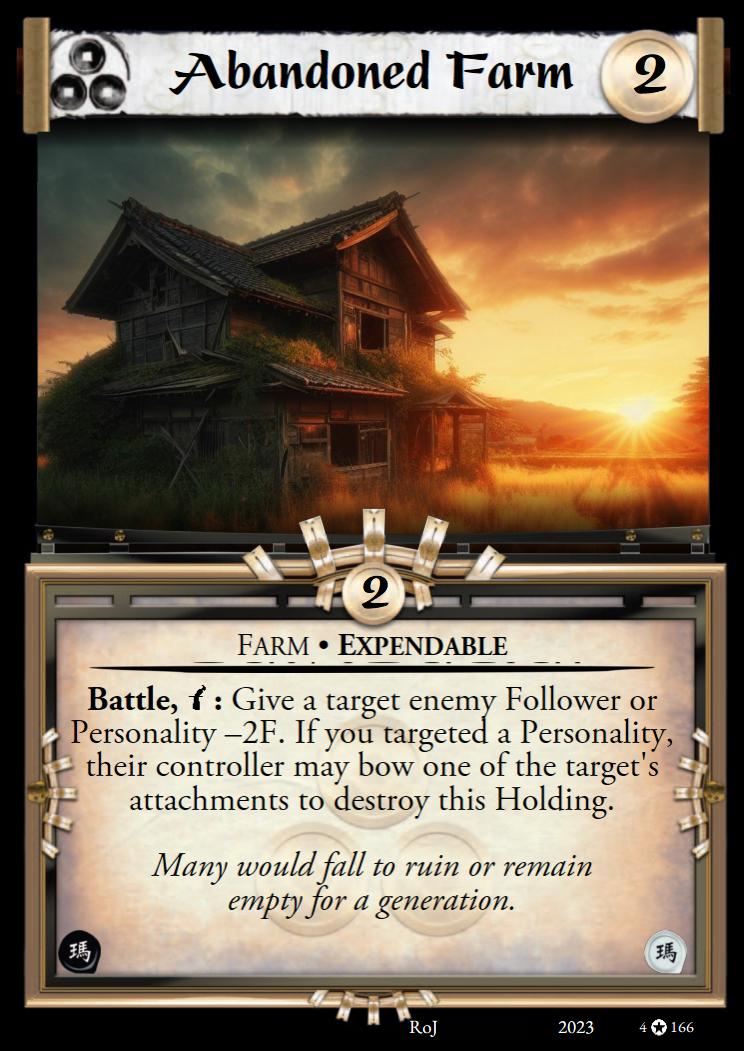 Abandoned Farm
2
2
FARM • EXPENDABLE
Battle, : Give a target enemy Follower or
Personality –2F. If you targeted a Personality,
their controller may bow one of the target's
attachments to destroy this Holding.
Many would fall to ruin or remain
empty for a generation.
瑪 瑪
RoJ 2023 4 ✪ 166